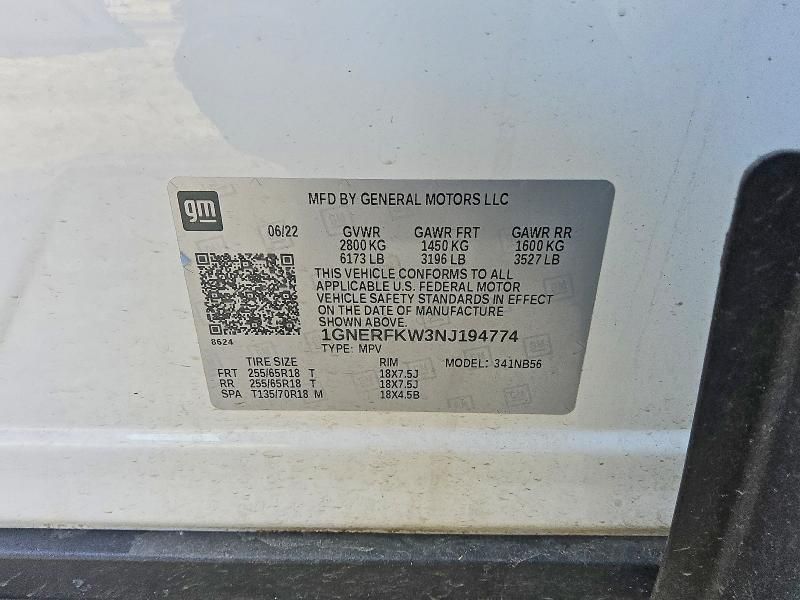 gm
MFD BY GENERAL MOTORS LLC
06/22 GVWR GAWR FRT GAWR RR
2800 KG 1450 KG 1600 KG
6173 LB 3196 LB 3527 LB
THIS VEHICLE CONFORMS TO ALL
APPLICABLE U.S. FEDERAL MOTOR
VEHICLE SAFETY STANDARDS IN EFFECT
ON THE DATE OF MANUFACTURE
SHOWN ABOVE.
8624
1GNERFKW3NJ194774
TYPE: MPV MODEL: 341NB56
TIRE SIZE RIM
FRT 255/65R18 T 18X7.5J
RR 255/65R18 T 18X7.5J
SPA T135/70R18 M 18X4.5B